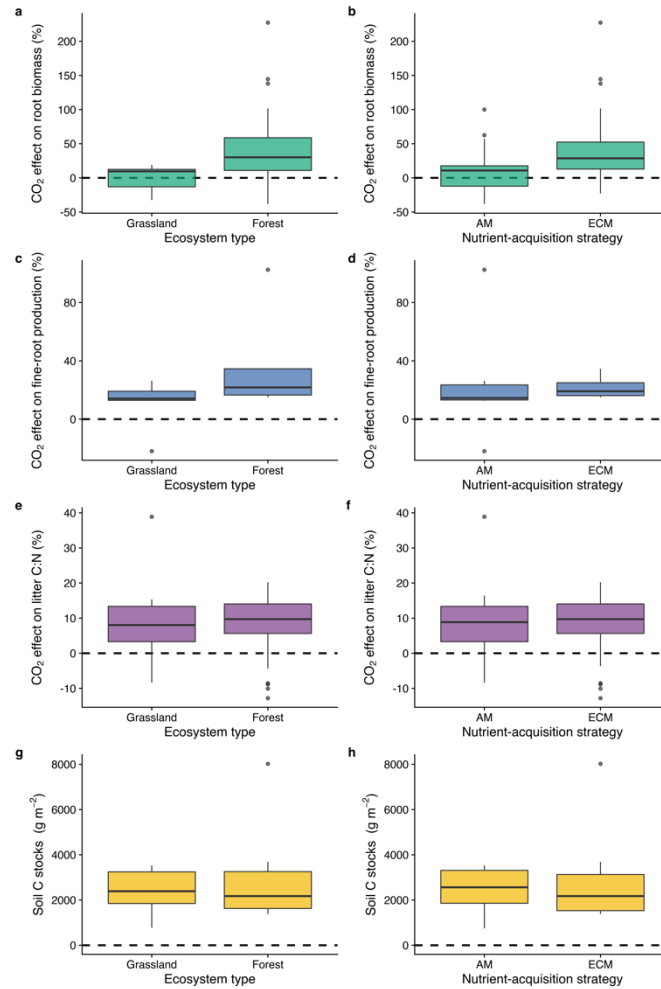 a
CO₂ effect on root biomass (%)
200
150
100
50
0
-50
Grassland
Forest
Ecosystem type
b
CO₂ effect on root biomass (%)
200
150
100
50
0
-50
AM
ECM
Nutrient-acquisition strategy
c
CO₂ effect on fine-root production (%)
80
40
0
Grassland
Forest
Ecosystem type
d
CO₂ effect on fine-root production (%)
80
40
0
AM
ECM
Nutrient-acquisition strategy
e
CO₂ effect on litter C:N (%)
40
30
20
10
0
-10
Grassland
Forest
Ecosystem type
f
CO₂ effect on litter C:N (%)
40
30
20
10
0
-10
AM
ECM
Nutrient-acquisition strategy
g
Soil C stocks (g m⁻²)
8000
6000
4000
2000
0
Grassland
Forest
Ecosystem type
h
Soil C stocks (g m⁻²)
8000
6000
4000
2000
0
AM
ECM
Nutrient-acquisition strategy